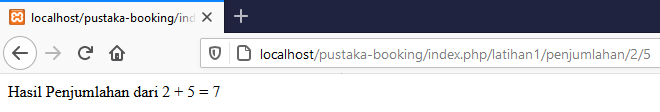 localhost/pustaka-booking/ind
localhost/pustaka-booking/index.php/latihan1/penjumlahan/2/5
Hasil Penjumlahan dari 2 + 5 = 7